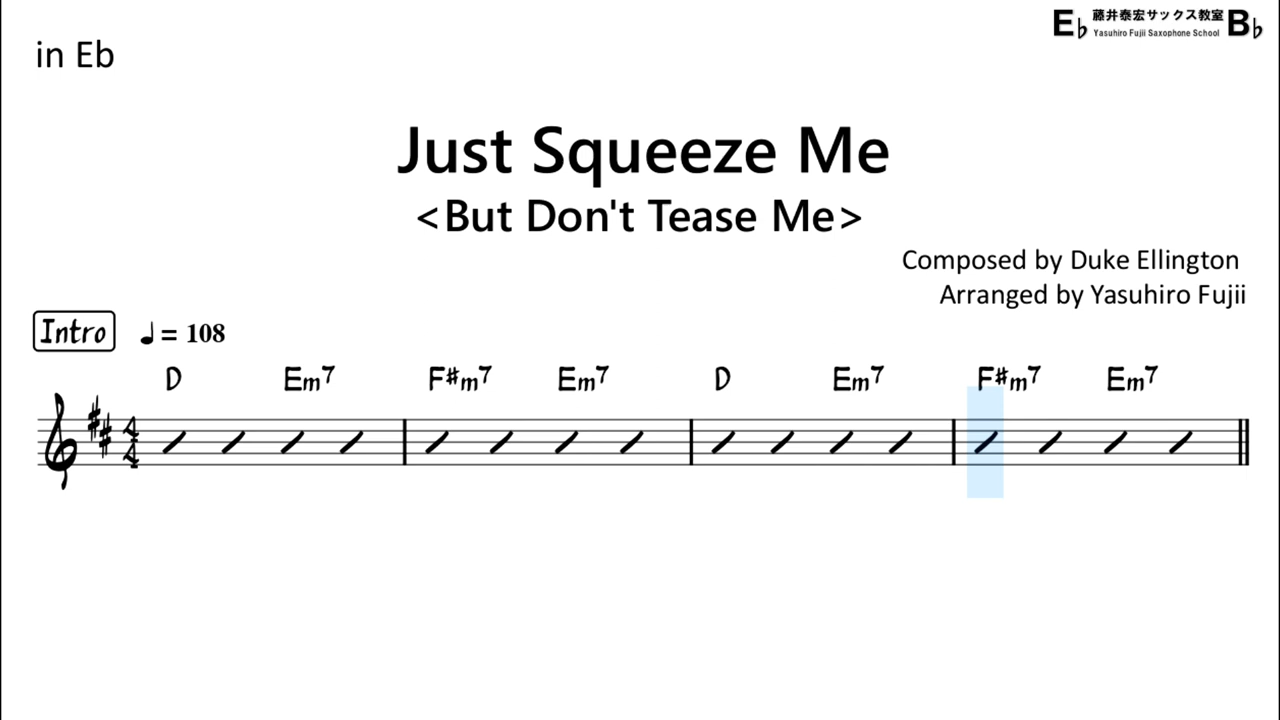 in Eb
E♭ 藤井泰宏サックス教室 B♭
Yasuhiro Fujii Saxophone School
Just Squeeze Me
<But Don't Tease Me>
Composed by Duke Ellington
Arranged by Yasuhiro Fujii
Intro ♩= 108
D Em7 F#m7 Em7 D Em7 F#m7 Em7
4
4